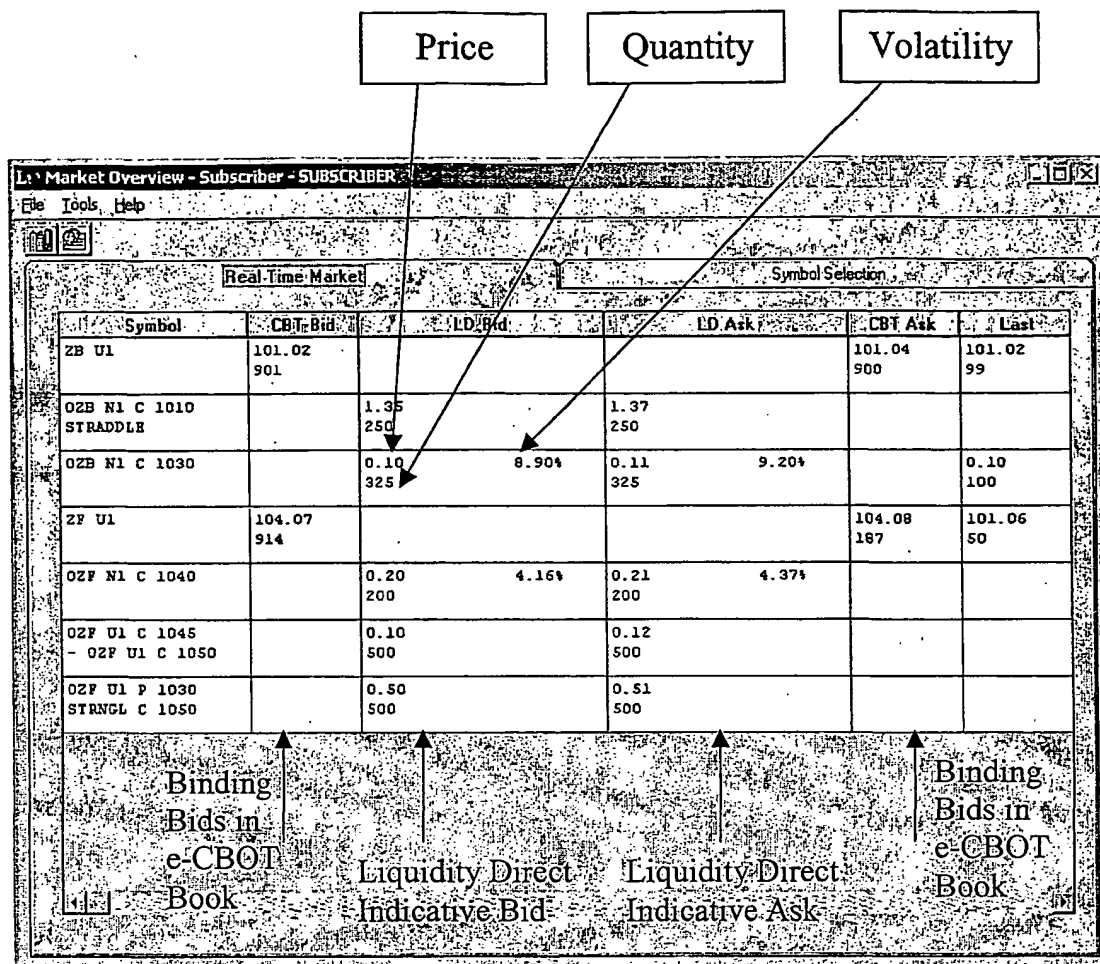 Price Quantity Volatility
Market Overview - Subscriber - SUBSCRIBER
File Tools Help
Real-Time Market Symbol Selection
Symbol CBT Bid LD Bid LD Ask CBT Ask Last
ZB U1 101.02 101.04 101.02
901 900 99
OZB N1 C 1010 1.35 1.37
STRADDLE 250 250
OZB N1 C 1030 0.10 8.90% 0.11 9.20% 0.10
325 325 100
ZF U1 104.07 104.08 101.06
914 187 50
OZF N1 C 1040 0.20 4.16% 0.21 4.37%
200 200
OZF U1 C 1045 0.10 0.12
- OZF U1 C 1050 500 500
OZF U1 P 1030 0.50 0.51
STRNGL C 1050 500 500
Binding
Bids in
e-CBOT
Book
Liquidity Direct
Indicative Bid
Liquidity Direct
Indicative Ask
Binding
Bids in
e-CBOT
Book